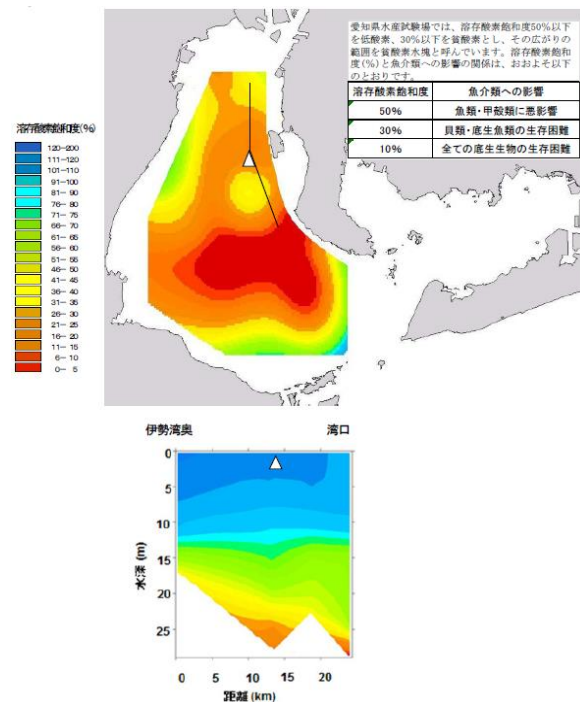 愛知県水産試験場では、溶存酸素飽和度50%以下
を低酸素、30%以下を貧酸素とし、その広がりの
範囲を貧酸素水塊と呼んでいます。溶存酸素飽和
度(%)と魚介類への影響の関係は、おおよそ以下
のとおりです。
溶存酸素飽和度 魚介類への影響
50% 魚類・甲殻類に悪影響
30% 貝類・底生魚類の生存困難
10% 全ての底生生物の生存困難
溶存酸素飽和度(%)
120－200
111－120
101－110
91－100
81－90
76－80
71－75
66－70
61－65
56－60
51－55
46－50
41－45
36－40
31－35
26－30
21－25
16－20
11－15
6－10
0－5
伊勢湾奥 湾口
0
5
10
15
20
25
水深(m)
0 5 10 15 20
距離(km)